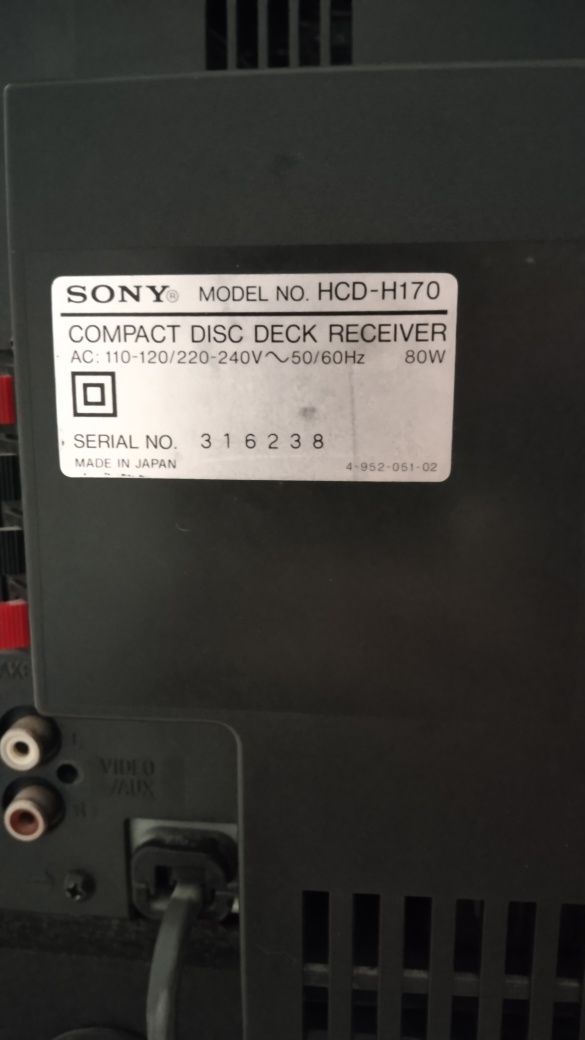 SONY® MODEL NO. HCD-H170
COMPACT DISC DECK RECEIVER
AC: 110-120/220-240V~50/60Hz 80W
SERIAL NO. 316238
MADE IN JAPAN 4-952-051-02
L
VIDEO
/AUX
R